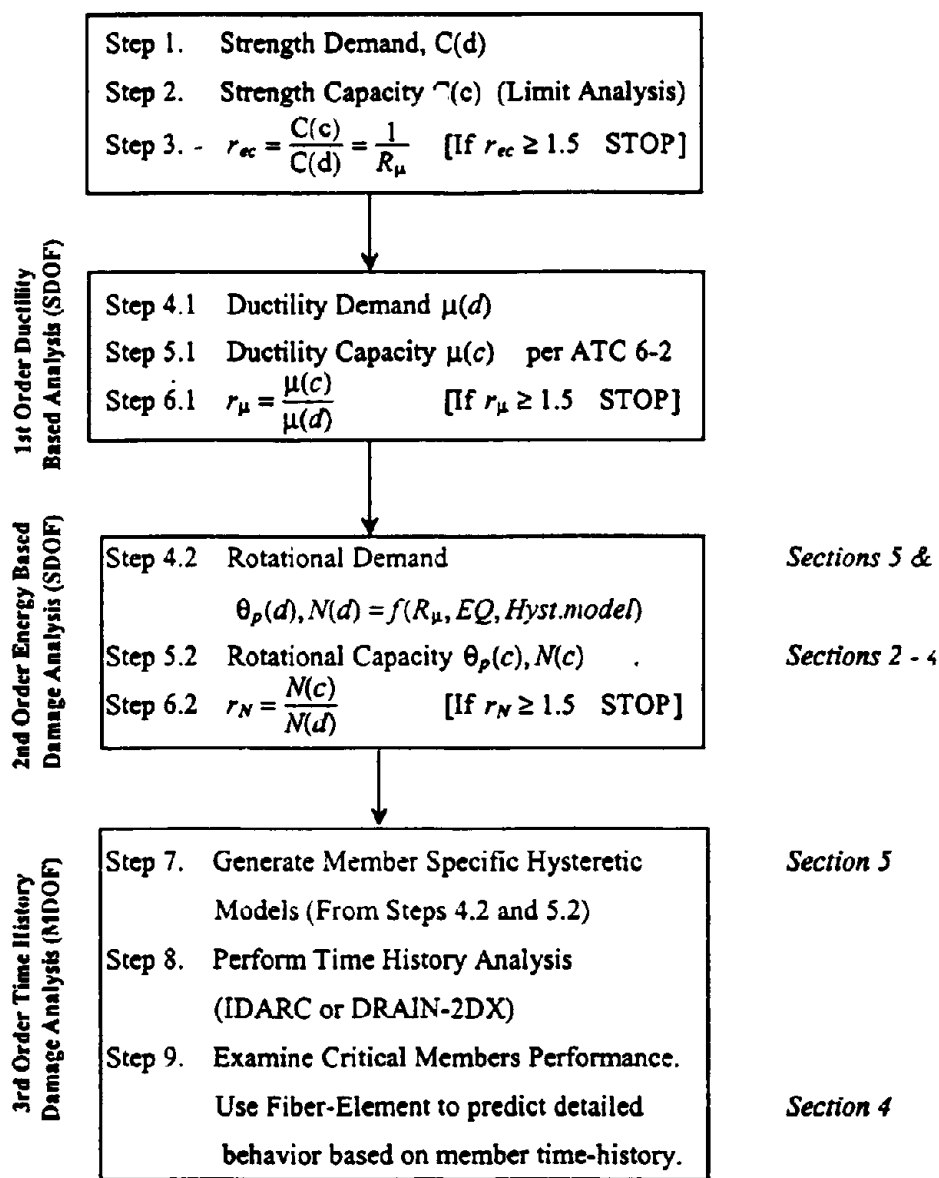 Step 1. Strength Demand, C(d)
Step 2. Strength Capacity (c) (Limit Analysis)
Step 3. - r_ec = C(c)/C(d) = 1/R_μ [If r_ec ≥ 1.5 STOP]
1st Order Ductility
Based Analysis (SDOF)
Step 4.1 Ductility Demand μ(d)
Step 5.1 Ductility Capacity μ(c) per ATC 6-2
Step 6.1 r_μ = μ(c)/μ(d) [If r_μ ≥ 1.5 STOP]
2nd Order Energy Based
Damage Analysis (SDOF)
Step 4.2 Rotational Demand
Sections 5 &
θ_p(d), N(d) = f(R_μ, EQ, Hyst.model)
Step 5.2 Rotational Capacity θ_p(c), N(c) .
Sections 2 - 4
Step 6.2 r_N = N(c)/N(d) [If r_N ≥ 1.5 STOP]
3rd Order Time History
Damage Analysis (MDOF)
Step 7. Generate Member Specific Hysteretic
Section 5
Models (From Steps 4.2 and 5.2)
Step 8. Perform Time History Analysis
(IDARC or DRAIN-2DX)
Step 9. Examine Critical Members Performance.
Use Fiber-Element to predict detailed
Section 4
behavior based on member time-history.